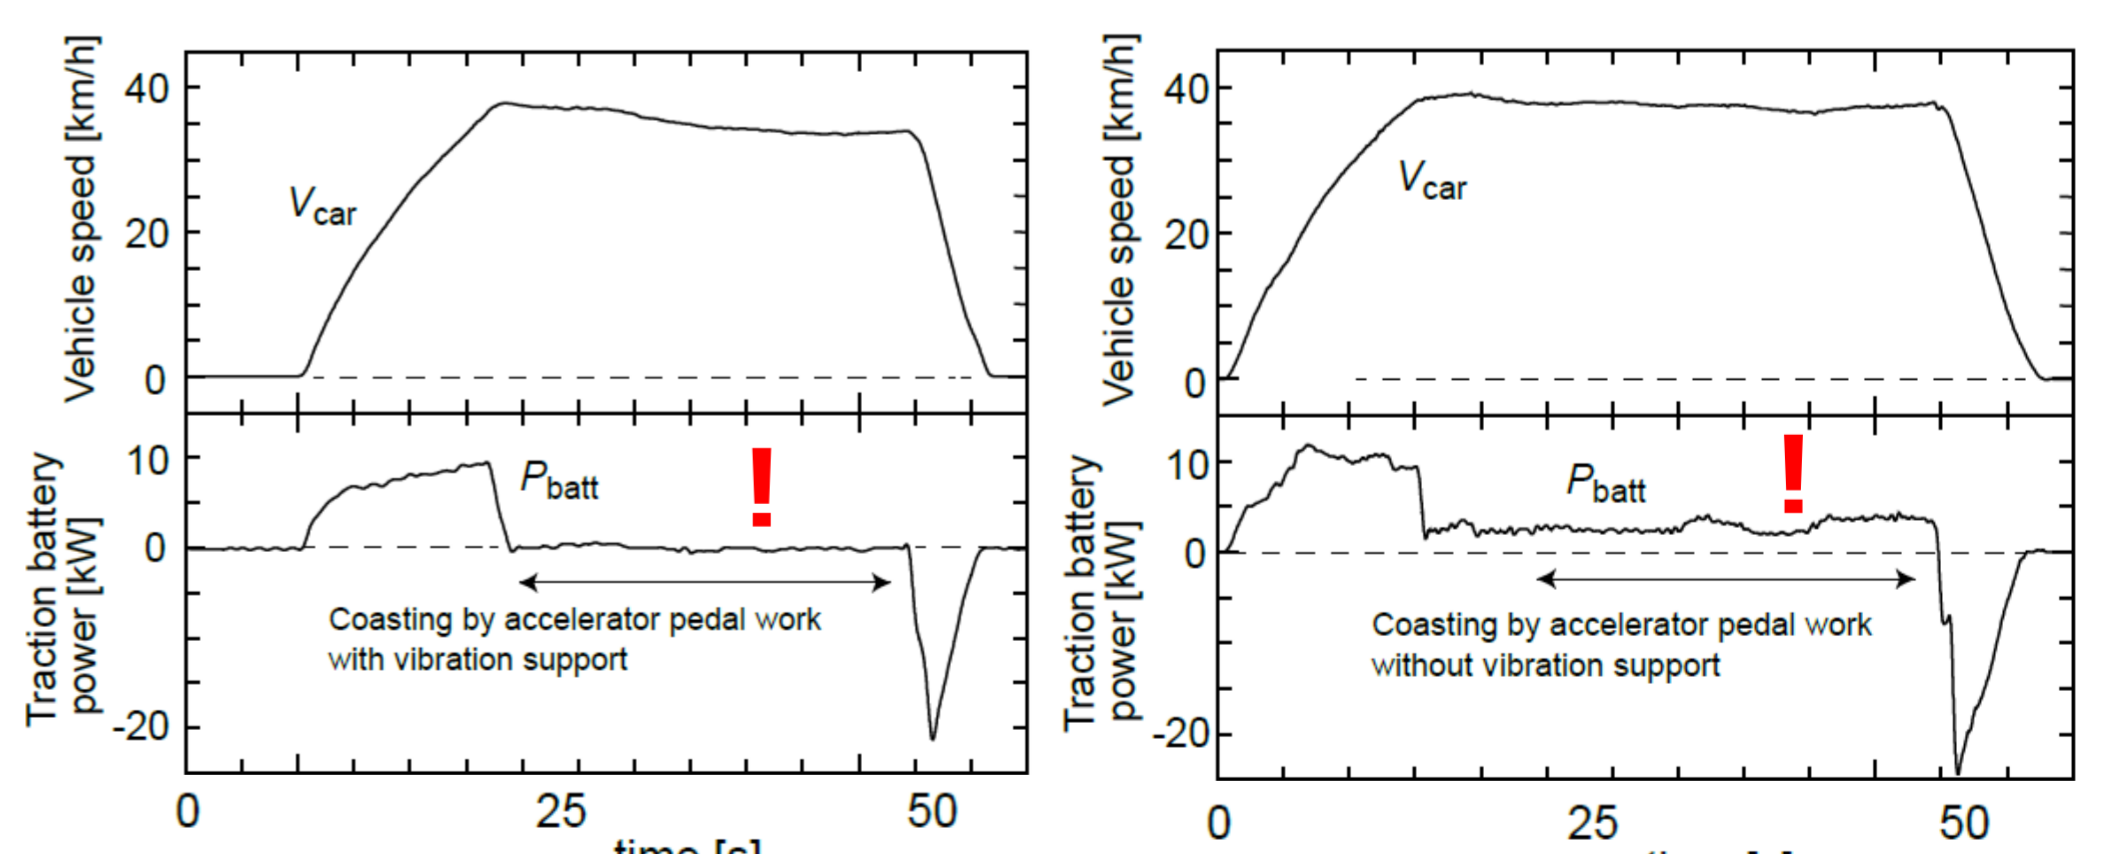 Vehicle speed [km/h]
40
20
0
Vcar
Traction battery
power [kW]
10
0
-20
Pbatt
!
Coasting by accelerator pedal work
with vibration support
0 25 50
time [s]
Vehicle speed [km/h]
40
20
0
Vcar
Traction battery
power [kW]
10
0
-20
Pbatt
!
Coasting by accelerator pedal work
without vibration support
0 25 50